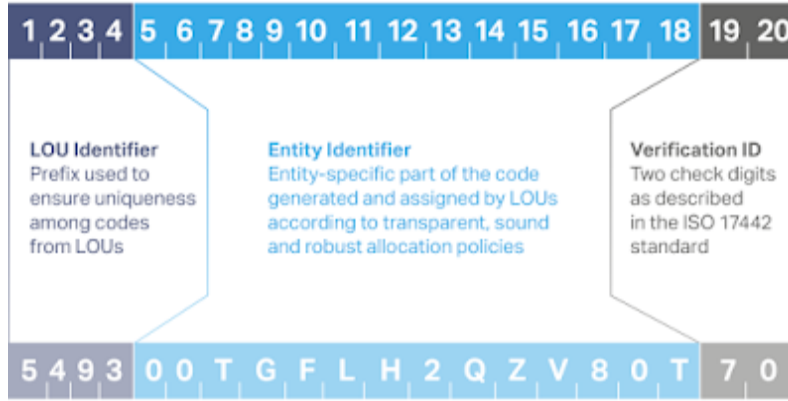 1 2 3 4 5 6 7 8 9 10 11 12 13 14 15 16 17 18 19 20
LOU Identifier
Prefix used to
ensure uniqueness
among codes
from LOUs
Entity Identifier
Entity-specific part of the code
generated and assigned by LOUs
according to transparent, sound
and robust allocation policies
Verification ID
Two check digits
as described
in the ISO 17442
standard
5 4 9 3 0 0 T G F L H 2 Q Z V 8 0 T 7 0